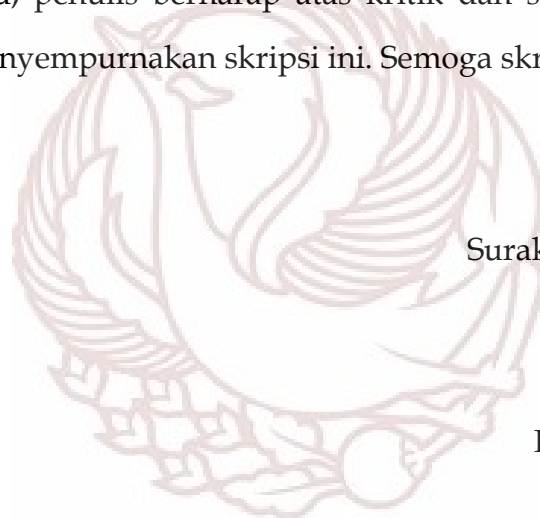 penulis berharap atas kritik dan s
nyempurnakan skripsi ini. Semoga skr
Surak